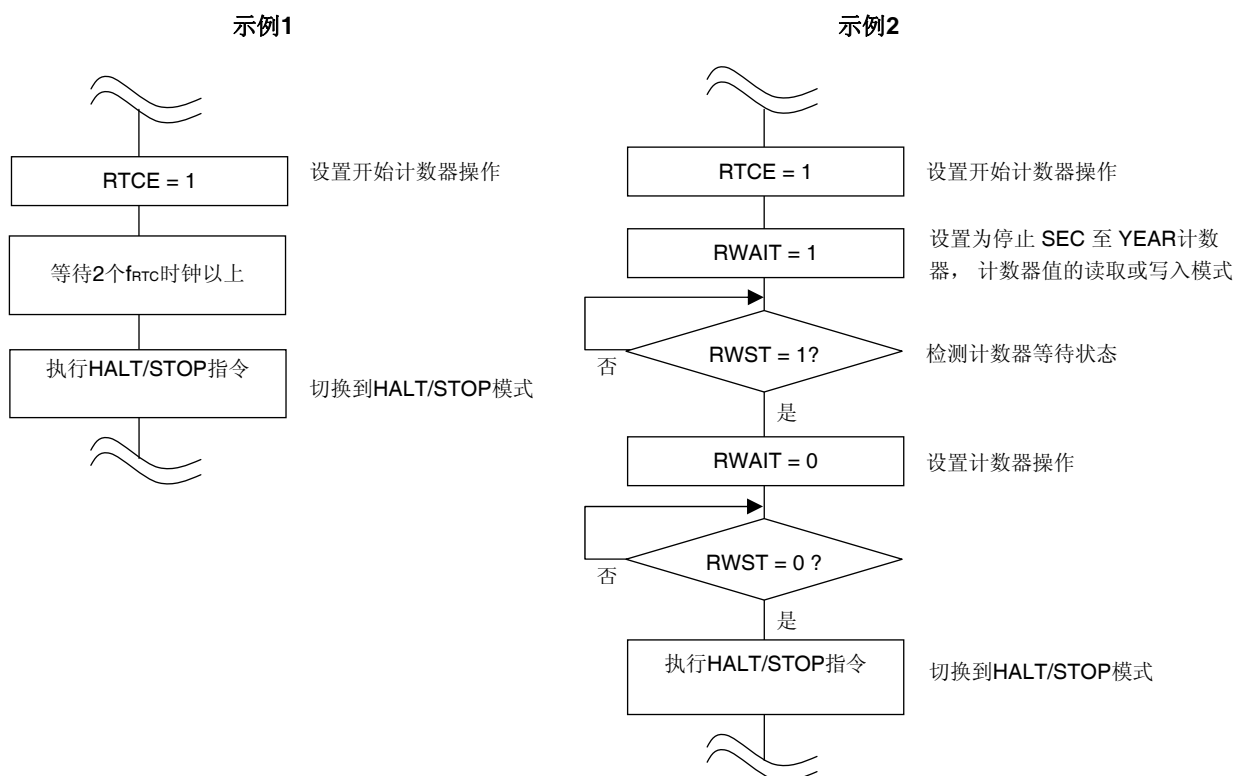 示例1
RTCE = 1
设置开始计数器操作
等待2个fRTC时钟以上
执行HALT/STOP指令
切换到HALT/STOP模式
示例2
RTCE = 1
设置开始计数器操作
RWAIT = 1
设置为停止 SEC 至 YEAR计数
器， 计数器值的读取或写入模式
RWST = 1?
检测计数器等待状态
否
是
RWAIT = 0
设置计数器操作
RWST = 0 ?
否
是
执行HALT/STOP指令
切换到HALT/STOP模式